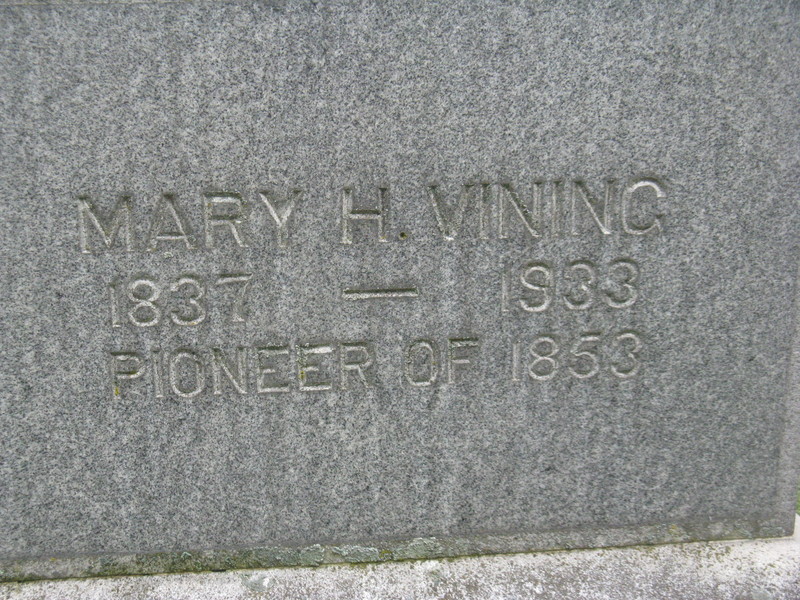 MARY H. VINING
1837 — 1933
PIONEER OF 1853